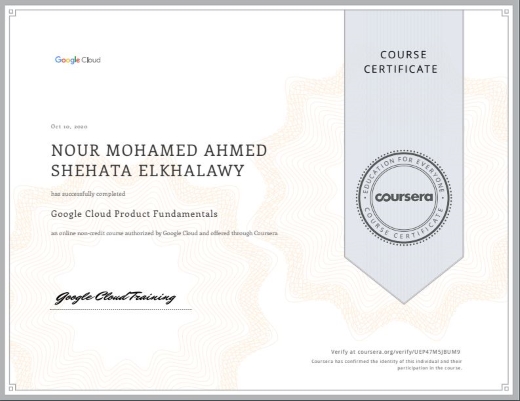 Google Cloud
COURSE
CERTIFICATE
Oct 10, 2020
NOUR MOHAMED AHMED
SHEHATA ELKHALAWY
has successfully completed
Google Cloud Product Fundamentals
an online non-credit course authorized by Google Cloud and offered through Coursera
Google Cloud Training
EDUCATION FOR EVERYONE
coursera
COURSE CERTIFICATE
Verify at coursera.org/verify/UEP47M5JBUM9
Coursera has confirmed the identity of this individual and their
participation in the course.